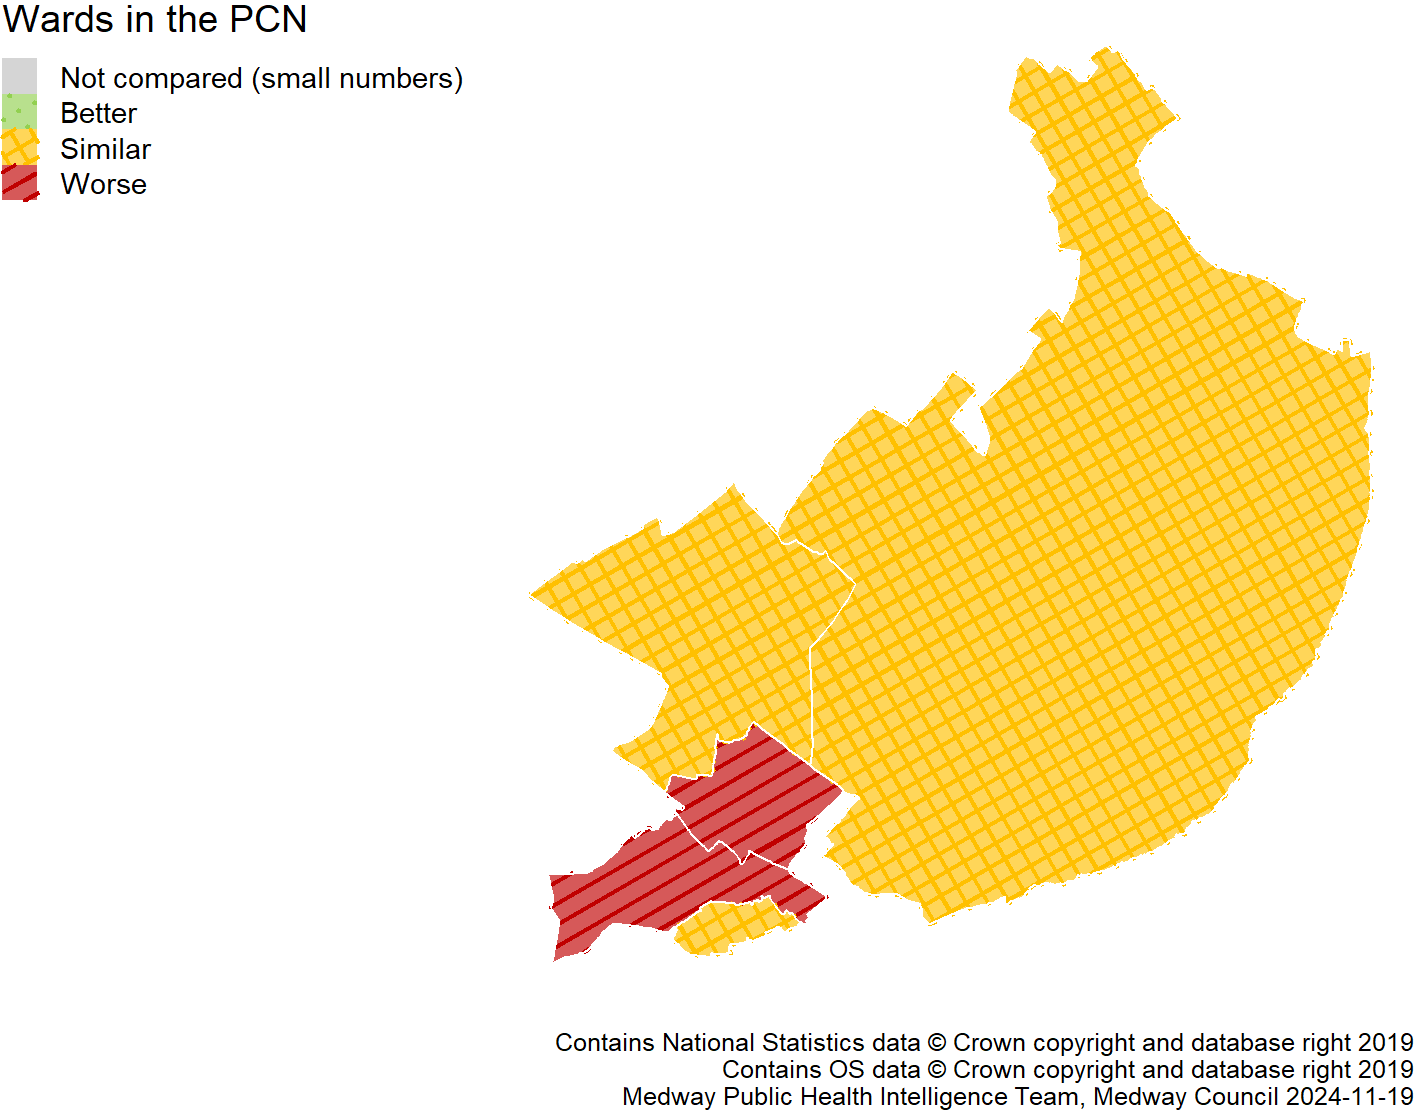 Wards in the PCN
Not compared (small numbers)
Better
Similar
Worse
Contains National Statistics data © Crown copyright and database right 2019
Contains OS data © Crown copyright and database right 2019
Medway Public Health Intelligence Team, Medway Council 2024-11-19